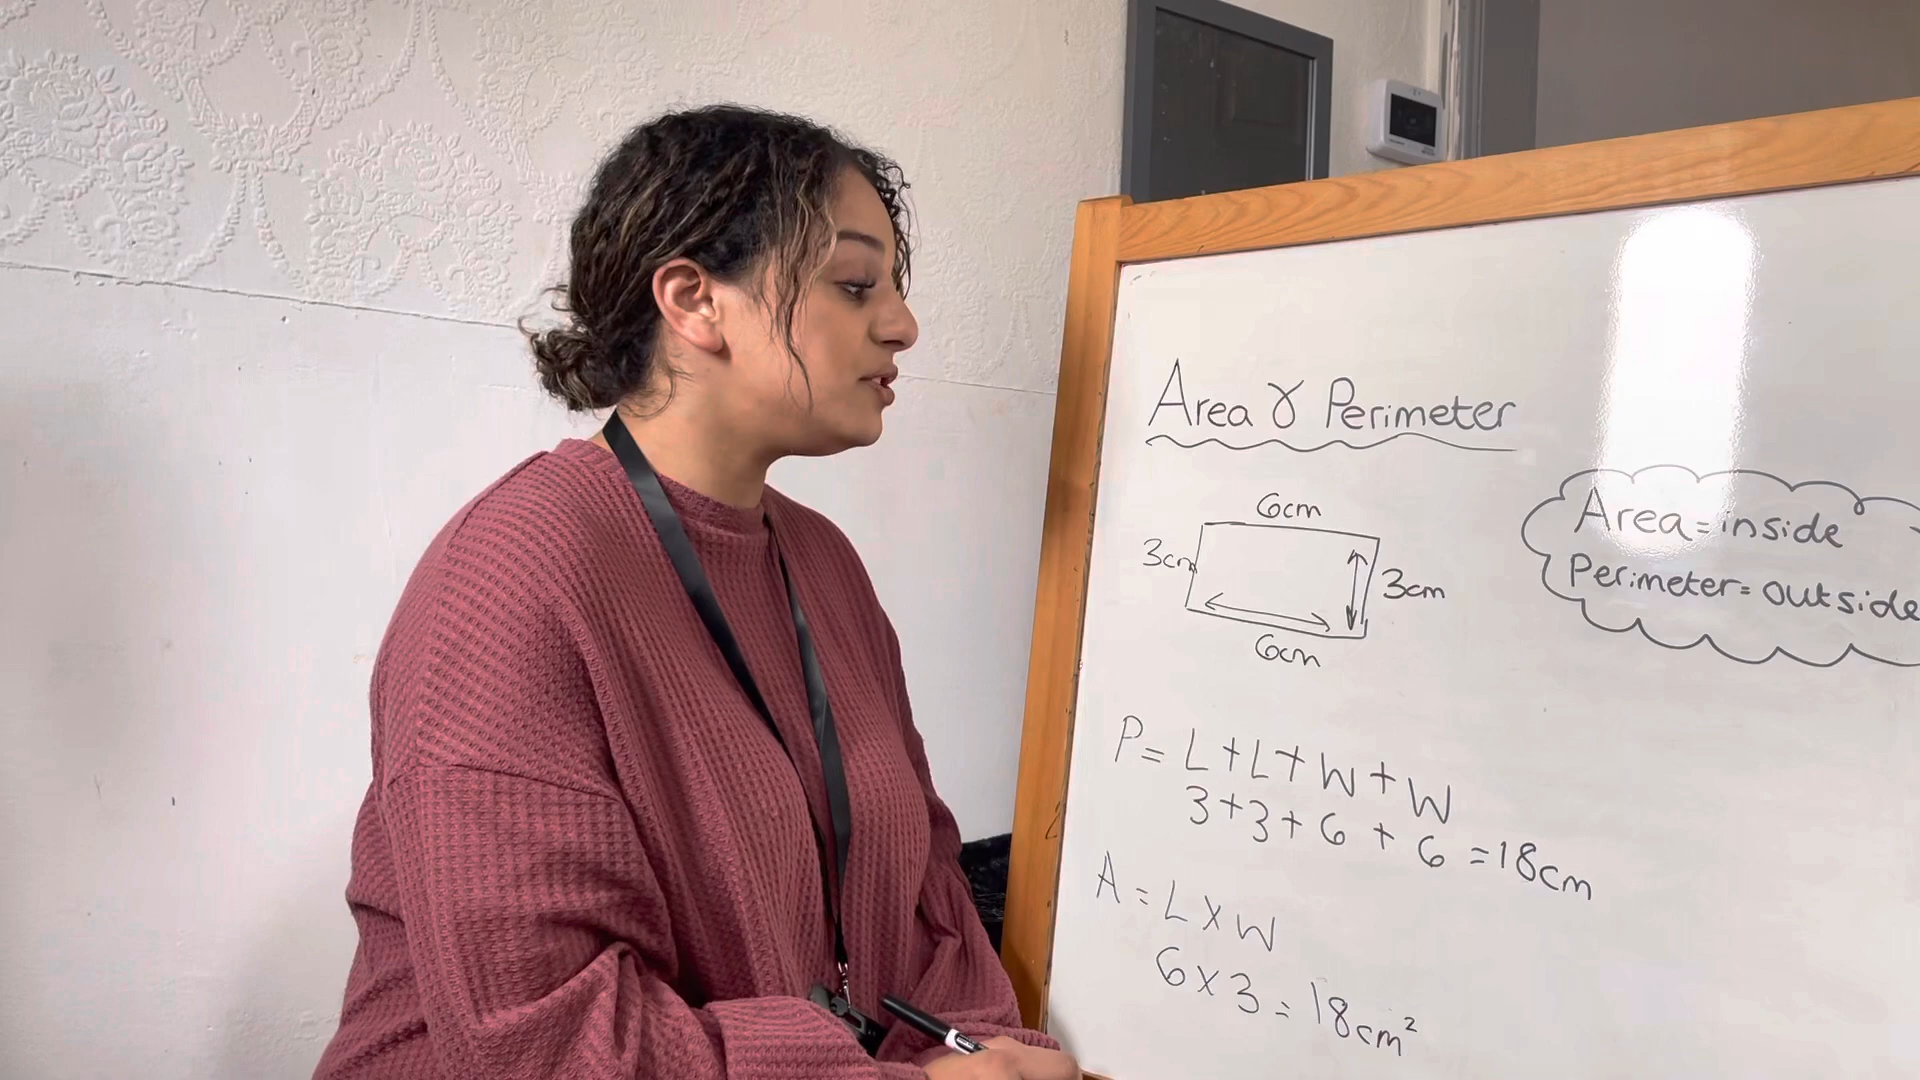 Area & Perimeter
6cm
3cm
3cm
6cm
Area = inside
Perimeter = outside
P = L + L + W + W
3 + 3 + 6 + 6 = 18cm
A = L x W
6 x 3 = 18cm²